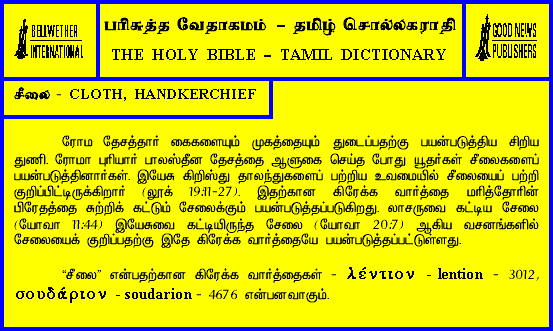 BELLWETHER
INTERNATIONAL
பரிசுத்த வேதாகமம் – தமிழ் சொல்லகராதி
THE HOLY BIBLE – TAMIL DICTIONARY
GOOD NEWS
PUBLISHERS
சீலை - CLOTH, HANDKERCHIEF
ரோம தேசத்தார் கைகளையும் முகத்தையும் துடைப்பதற்கு பயன்படுத்திய சிறிய
துணி. ரோமா புரியார் பாலஸ்தீன தேசத்தை ஆளுகை செய்த போது யூதர்கள் சீலைகளைப்
பயன்படுத்தினார்கள். இயேசு கிறிஸ்து தாலந்துகளைப் பற்றிய உவமையில் சீலையைப் பற்றி
குறிப்பிட்டிருக்கிறார் (லூக் 19:11-27). இதற்கான கிரேக்க வார்த்தை மரித்தோரின்
பிரேதத்தை சுற்றிக் கட்டும் சேலைக்கும் பயன்படுத்தப்படுகிறது. லாசருவை கட்டிய சேலை
(யோவா 11:44) இயேசுவை கட்டியிருந்த சேலை (யோவா 20:7) ஆகிய வசனங்களில்
சேலையைக் குறிப்பதற்கு இதே கிரேக்க வார்த்தையே பயன்படுத்தப்பட்டுள்ளது.
“சீலை” என்பதற்கான கிரேக்க வார்த்தைகள் - λέντιον - lention - 3012,
σουδάριον - soudarion - 4676 என்பனவாகும்.